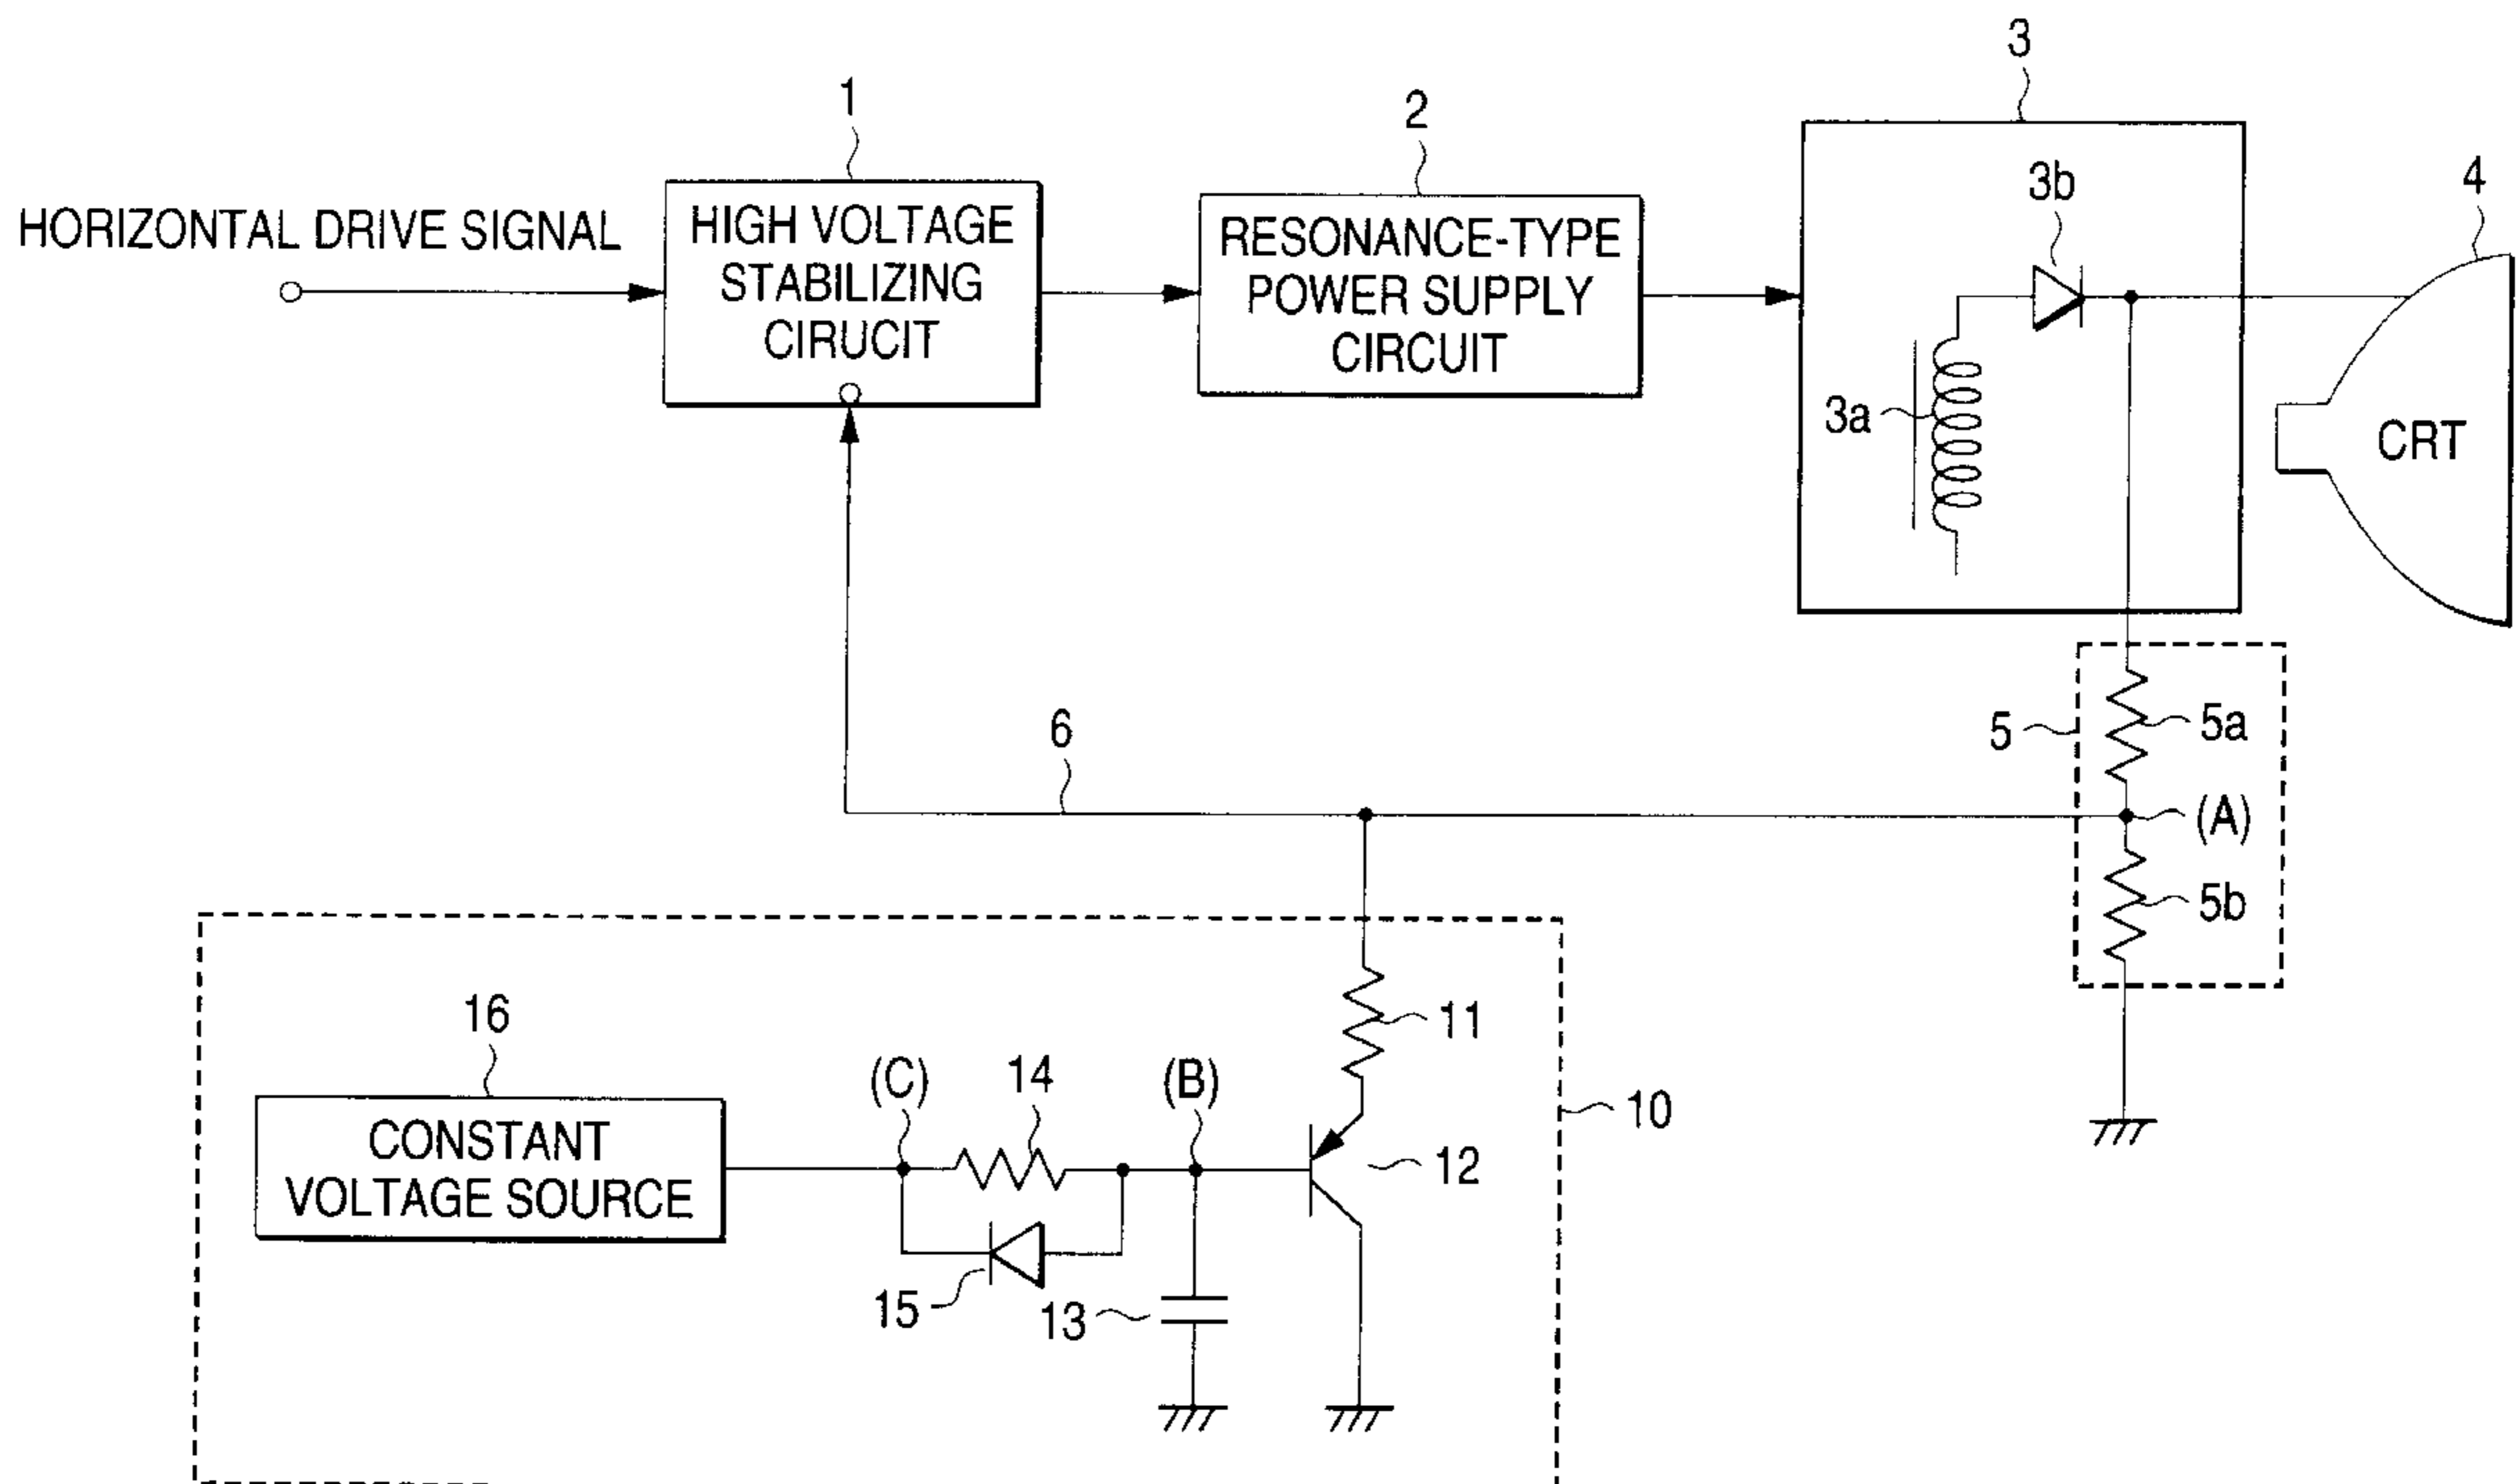 3
1
2
3b
4
HORIZONTAL DRIVE SIGNAL
HIGH VOLTAGE
STABILIZING
CIRUCIT
RESONANCE-TYPE
POWER SUPPLY
CIRCUIT
3a
CRT
6
5
5a
(A)
5b
16
(C)
14
(B)
11
10
CONSTANT
VOLTAGE SOURCE
12
15
13